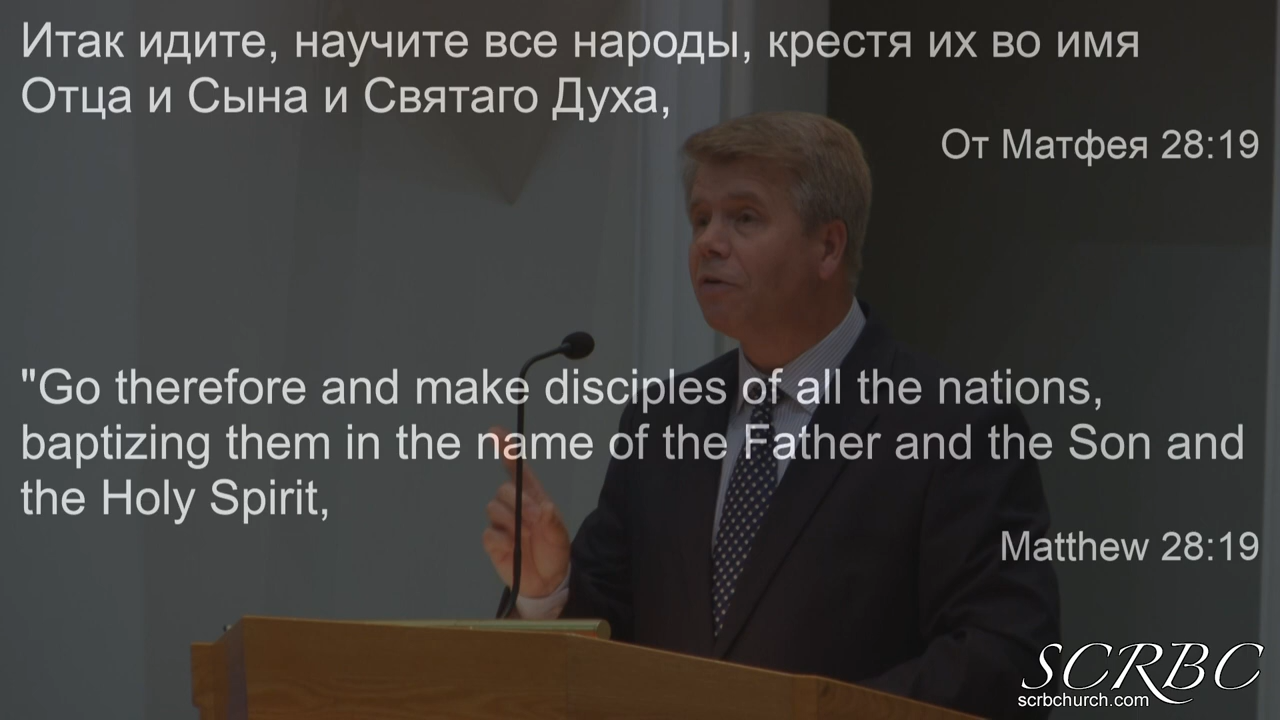 Итак идите, научите все народы, крестя их во имя
Отца и Сына и Святаго Духа,
От Матфея 28:19
"Go therefore and make disciples of all the nations,
baptizing them in the name of the Father and the Son and
the Holy Spirit,
Matthew 28:19
SCRBC
scrbchurch.com